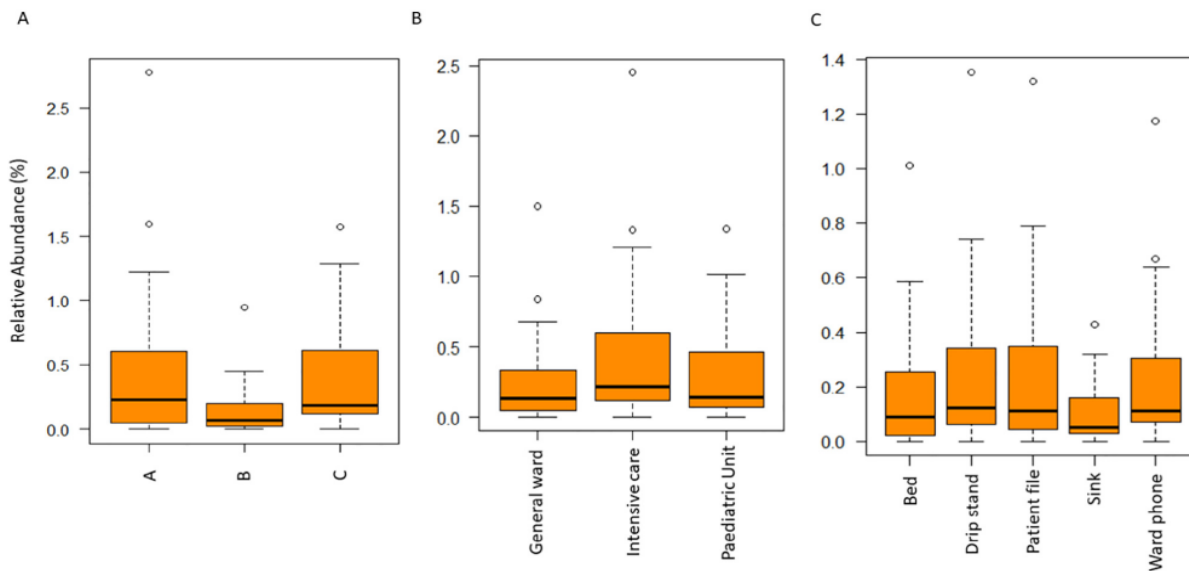 A
B
C
Relative Abundance (%)
2.5
2.0
1.5
1.0
0.5
0.0
A
B
C
2.5
2.0
1.5
1.0
0.5
0.0
General ward
Intensive care
Paediatric Unit
1.4
1.2
1.0
0.8
0.6
0.4
0.2
0.0
Bed
Drip stand
Patient file
Sink
Ward phone